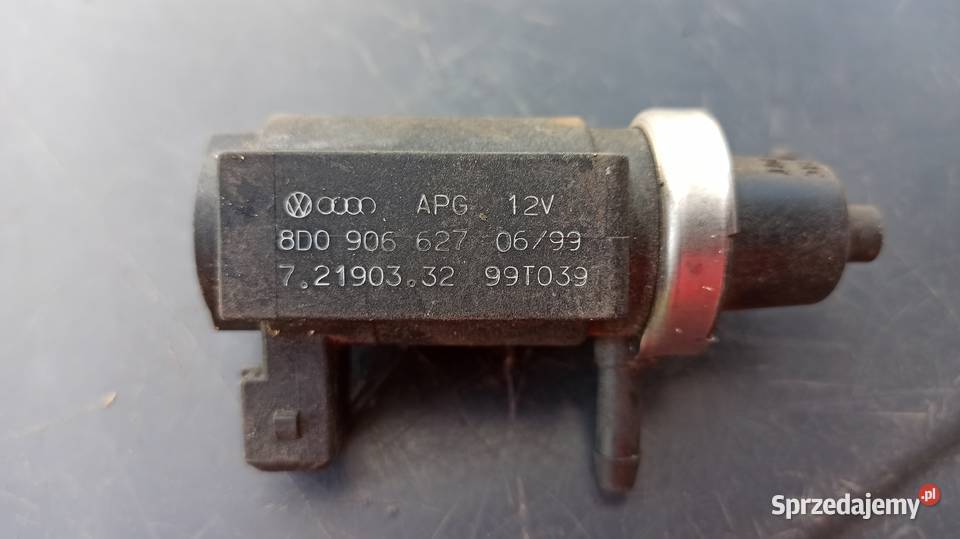 APG 12V
8D0 906 627 06/99
7.21903.32 99T039
Sprzedajemy.pl